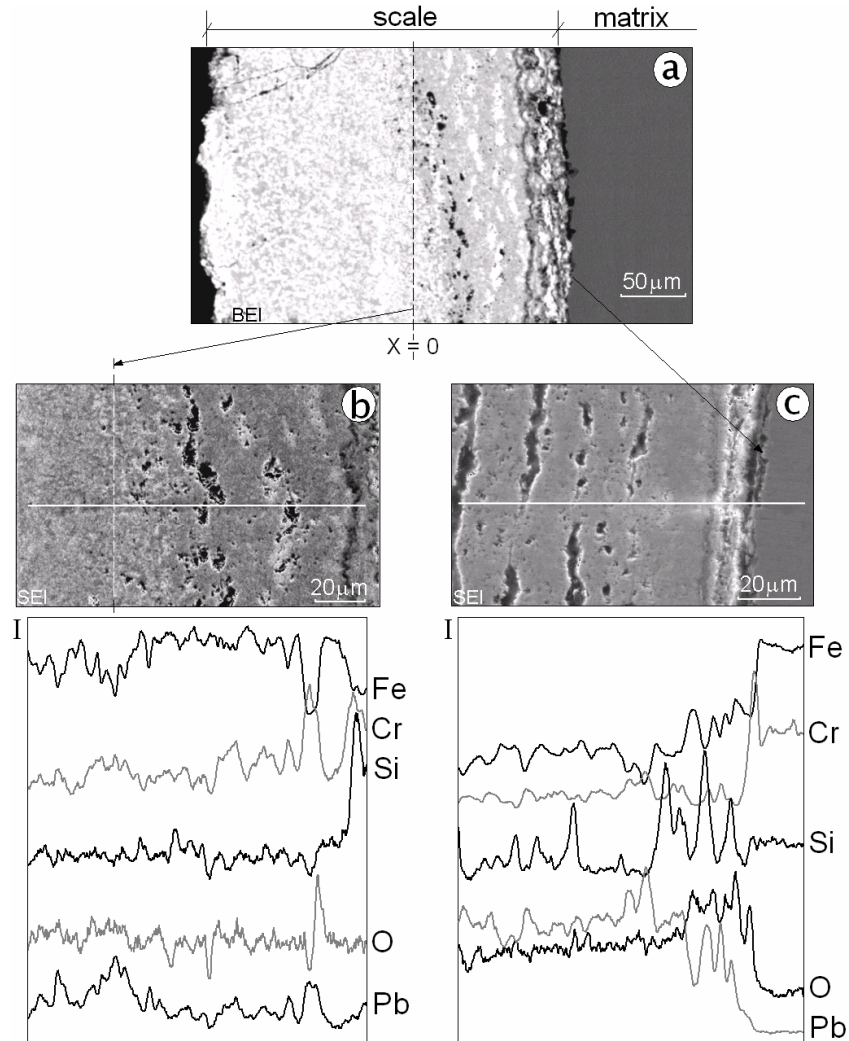 scale
matrix
a
BEI
50μm
X = 0
b
c
SEI
20μm
SEI
20μm
I
Fe
Cr
Si
O
Pb
I
Fe
Cr
Si
O
Pb